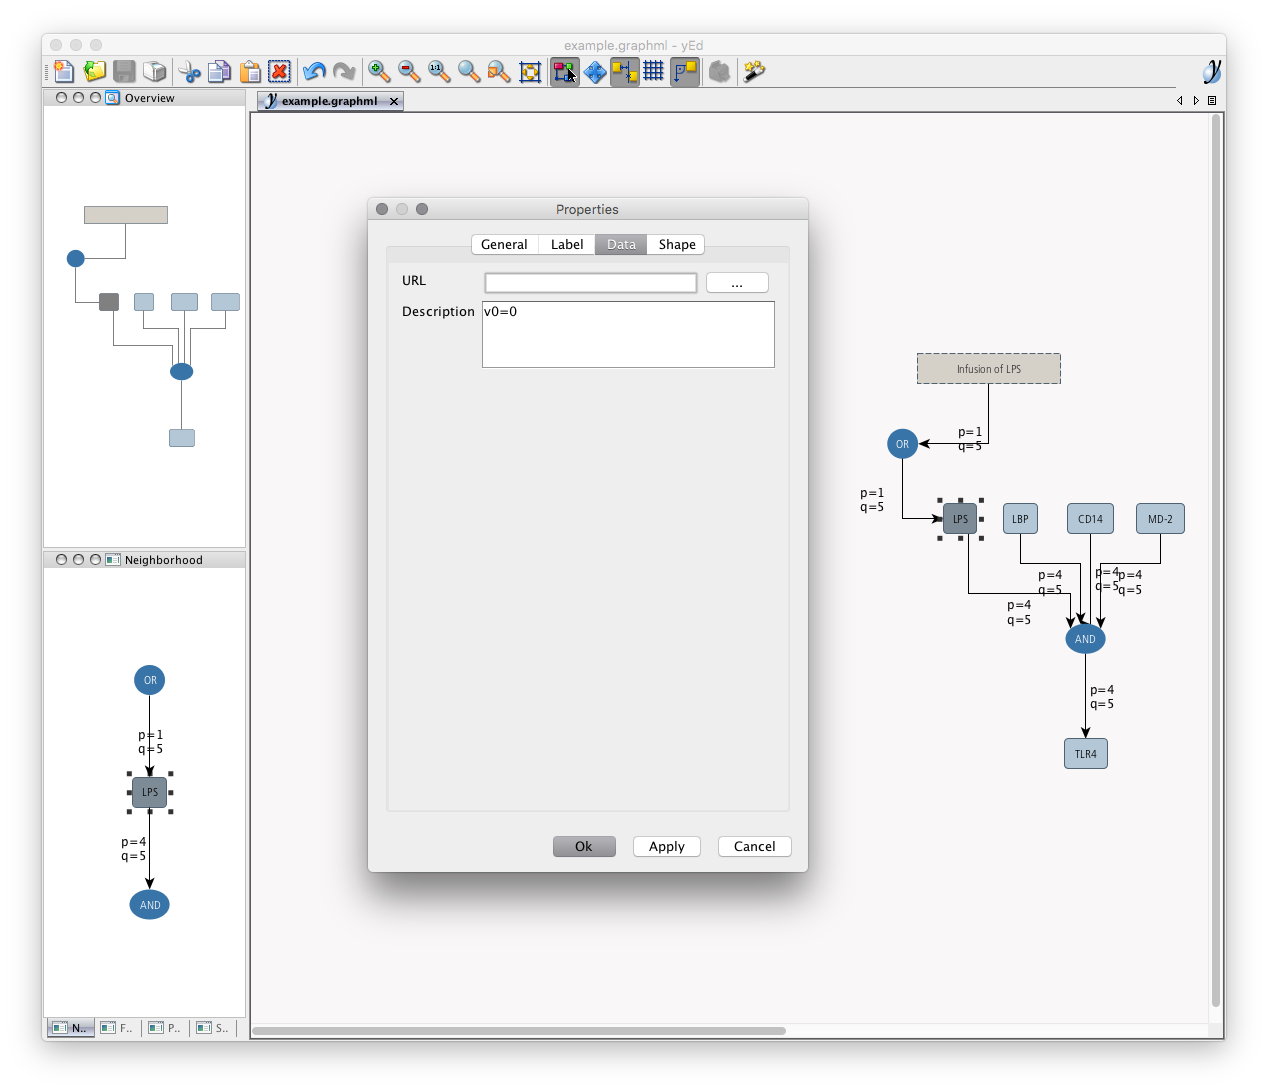 example.graphml - yEd
1:1
y
Overview
y example.graphml
Properties
General Label Data Shape
URL
...
Description
v0=0
Ok Apply Cancel
Infusion of LPS
p=1
q=5
OR
p=1
q=5
LPS LBP CD14 MD-2
p=4
q=5
p=4
q=5
p=4
q=5
p=4
q=5
AND
p=4
q=5
TLR4
Neighborhood
OR
p=1
q=5
LPS
p=4
q=5
AND
N.. F.. P.. S..